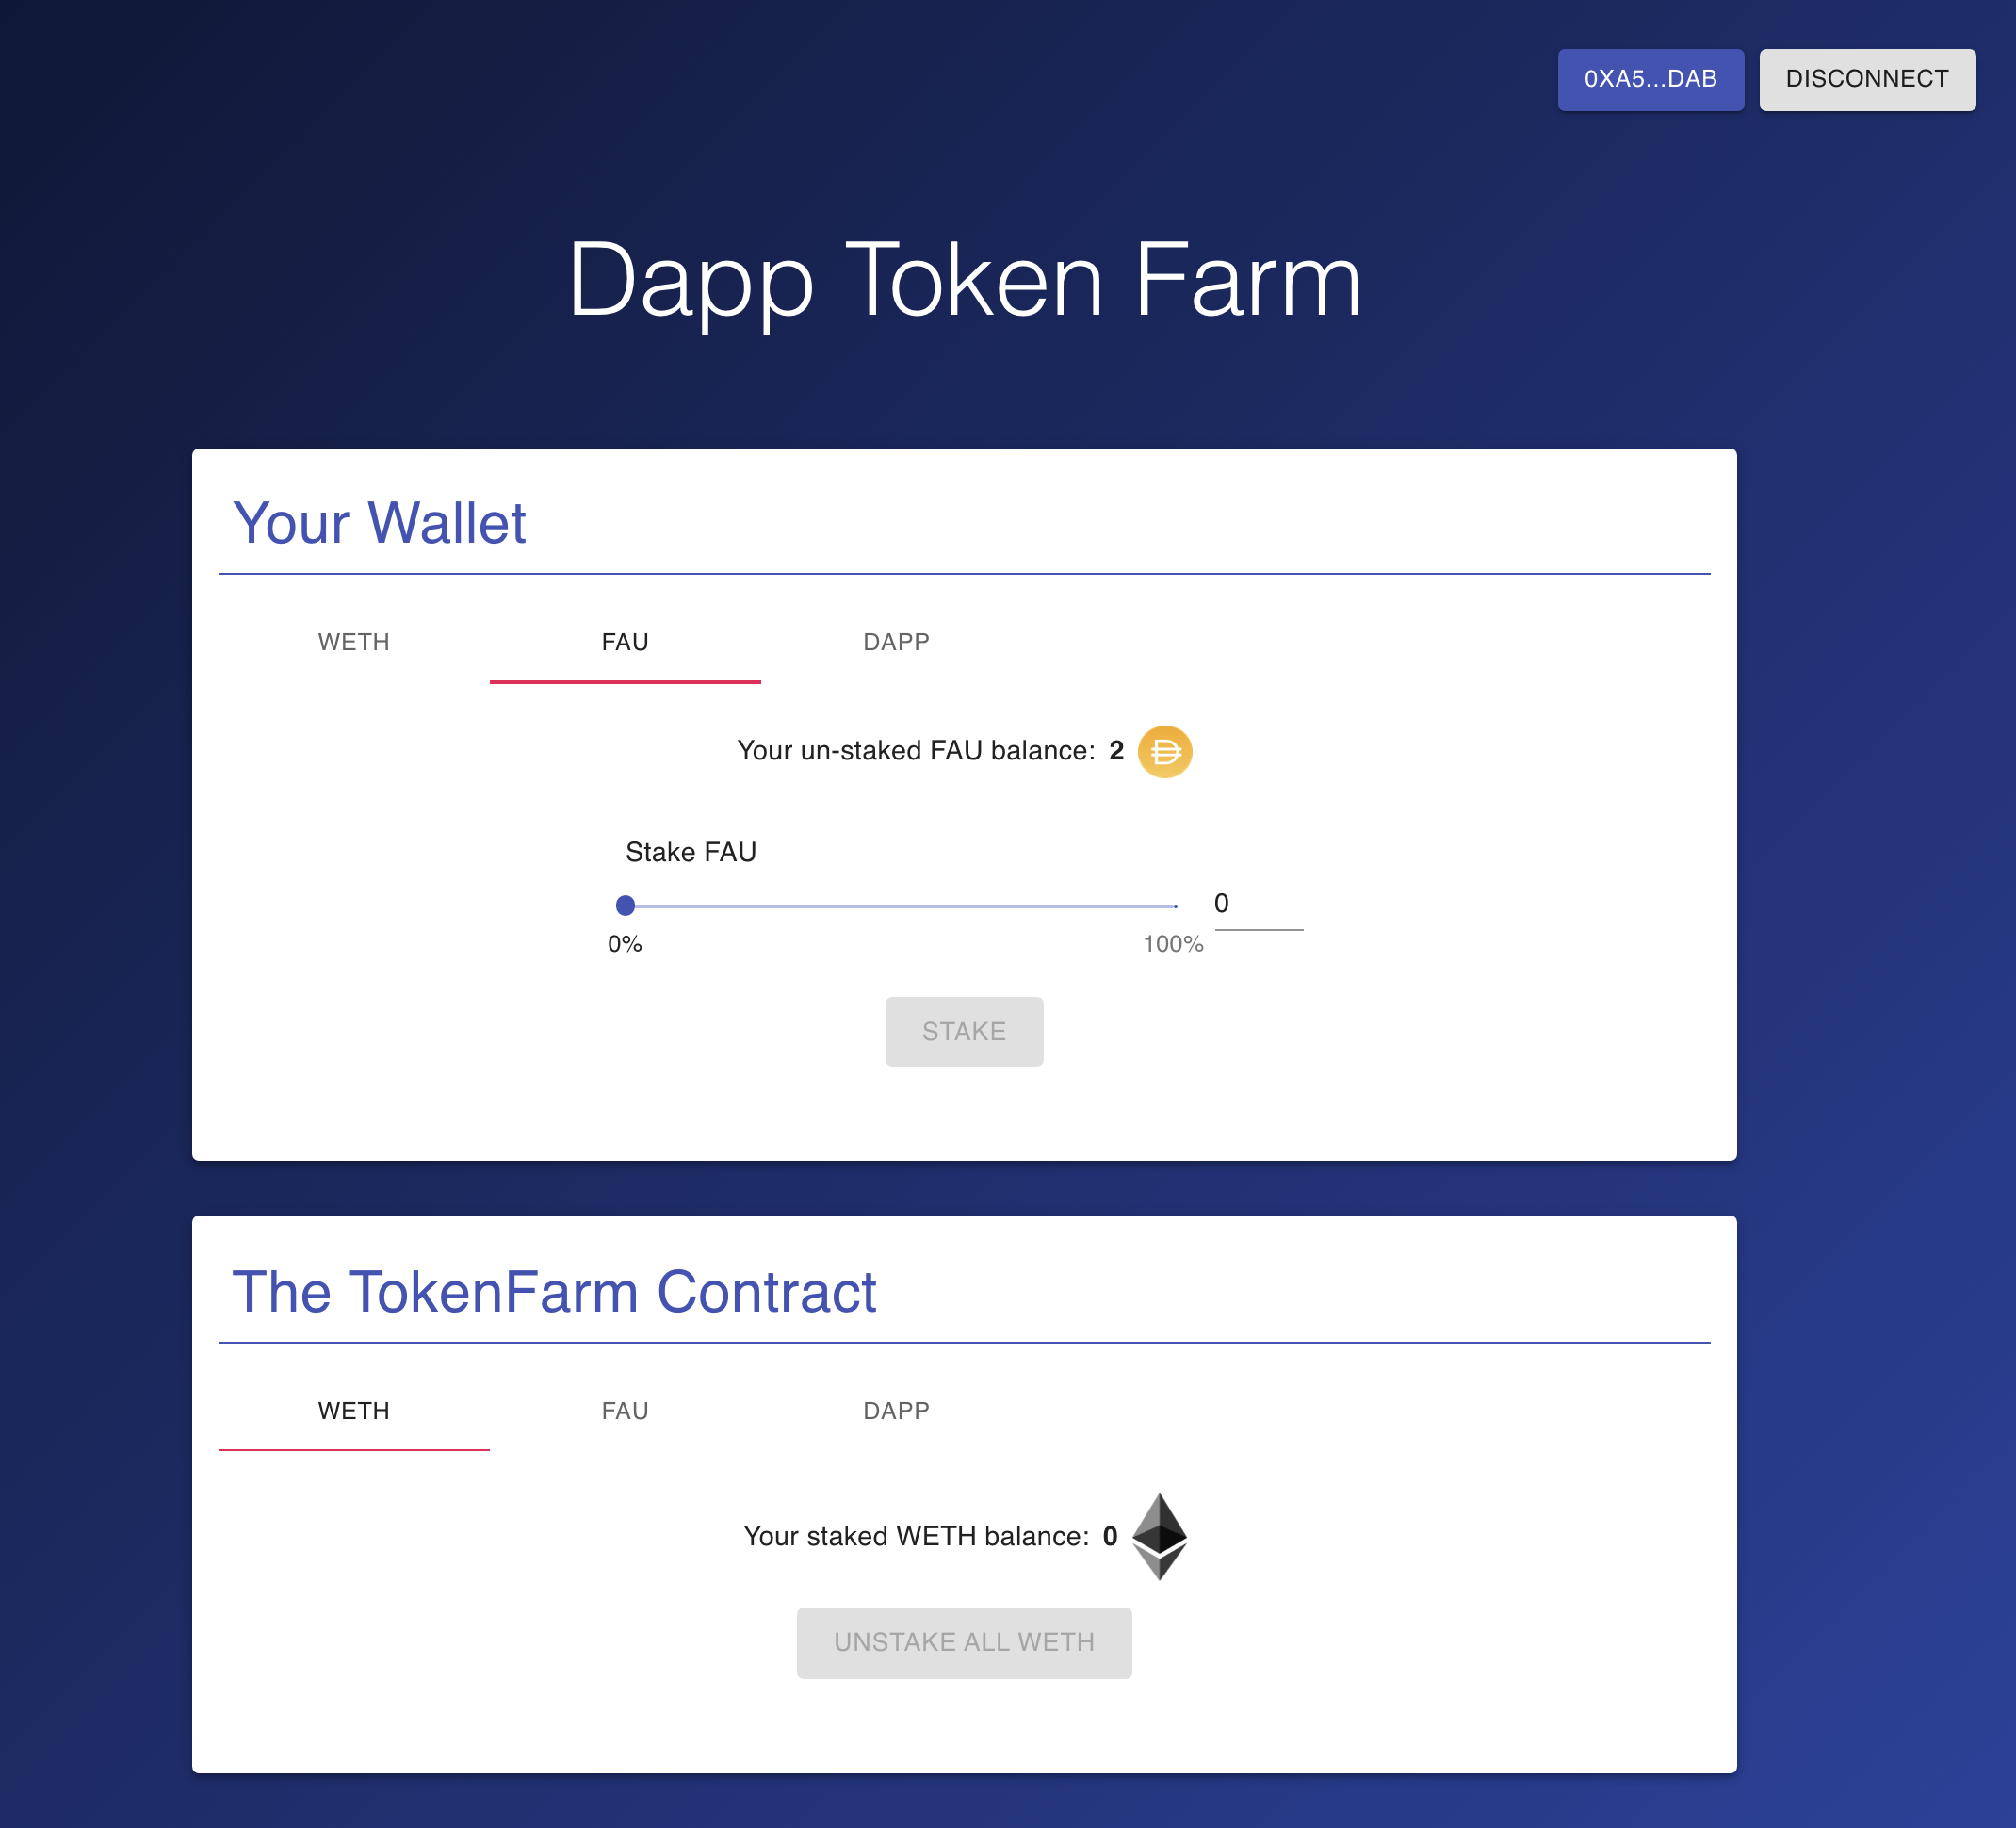 0XA5...DAB DISCONNECT
Dapp Token Farm
Your Wallet
WETH FAU DAPP
Your un-staked FAU balance: 2
Stake FAU
0
0% 100%
STAKE
The TokenFarm Contract
WETH FAU DAPP
Your staked WETH balance: 0
UNSTAKE ALL WETH